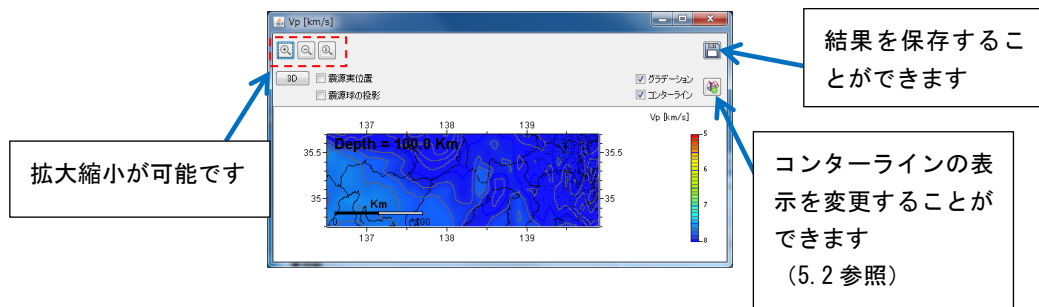 Vp [km/s]
結果を保存するこ
とができます
3D
震源実位置
震源球の投影
グラデーション
コンターライン
拡大縮小が可能です
Vp [km/s]
137 138 139
Depth = 100.0 Km
35.5 35.5
35 35
Km
0 100
137 138 139
5
6
7
8
コンターラインの表
示を変更することが
できます
（5.2 参照）